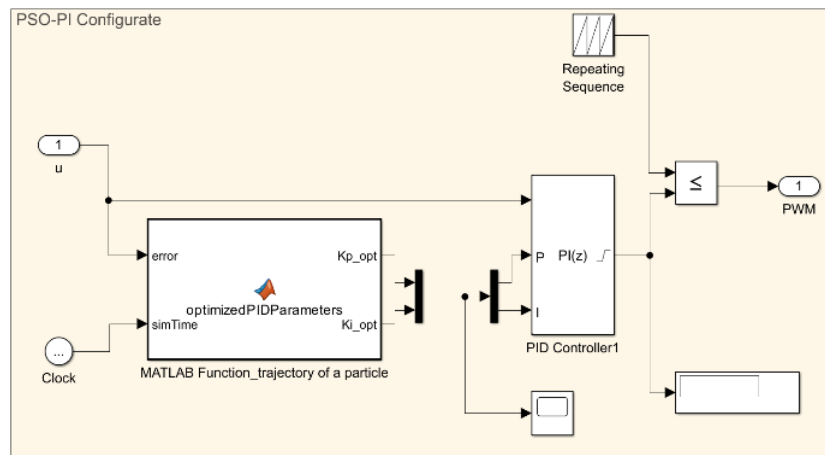 PSO-PI Configurate
Repeating
Sequence
1
u
≤
1
PWM
error
Kp_opt
optimizedPIDParameters
simTime
Ki_opt
P
PI(z)
I
PID Controller1
...
Clock
MATLAB Function_trajectory of a particle